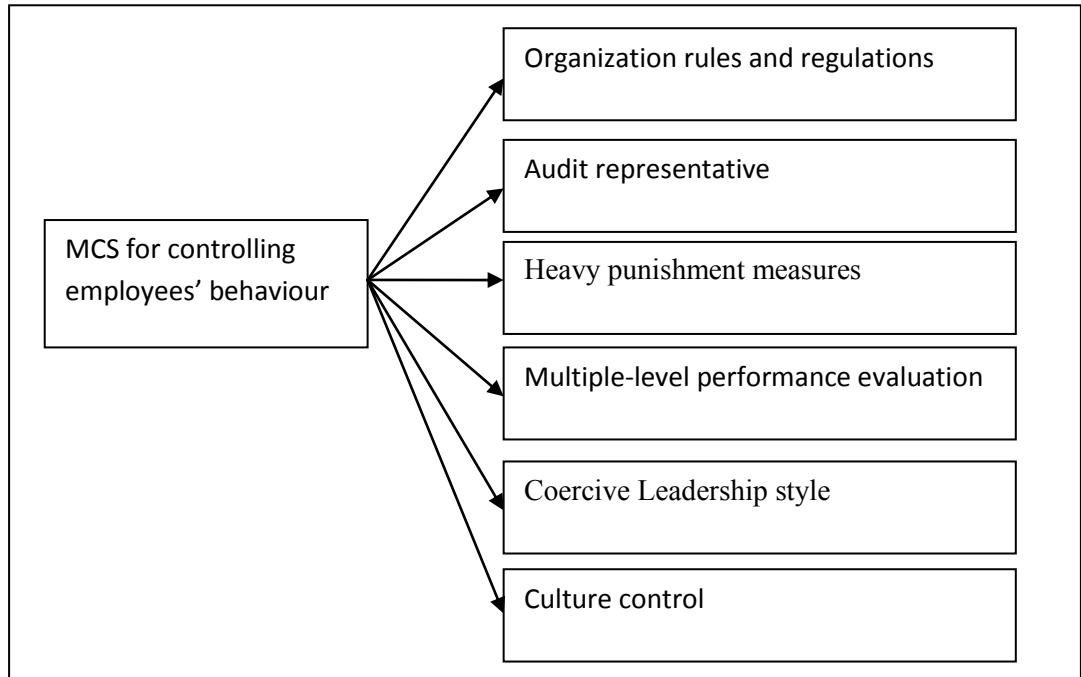 Organization rules and regulations
Audit representative
MCS for controlling
employees’ behaviour
Heavy punishment measures
Multiple-level performance evaluation
Coercive Leadership style
Culture control